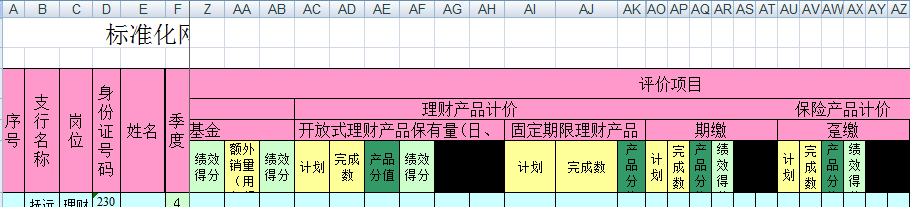 A B C D E F Z AA AB AC AD AE AF AG AH AI AJ AK AO AP AQ AR AS AT AU AV AW AX AY AZ
标准化网
评价项目
理财产品计价 保险产品计价
序号 支行名称 岗位 身份证号码 姓名 季度
基金 开放式理财产品保有量(日、 固定期限理财产品 期缴 趸缴
绩效得分 额外销量(用 绩效得分 计划 完成数 产品分值 绩效得分 计划 完成数 产品分 计划 完成数 产品分 绩效得 计划 完成数 产品分 绩效得
抚远 理财 230 4